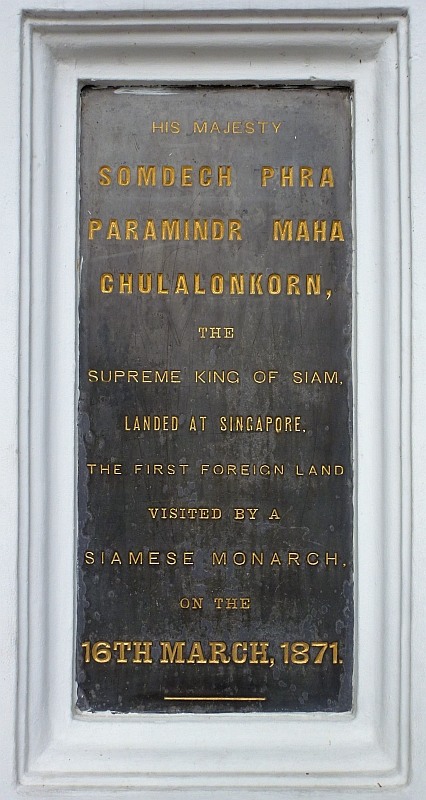 HIS MAJESTY
SOMDECH PHRA
PARAMINDR MAHA
CHULALONKORN,
THE
SUPREME KING OF SIAM,
LANDED AT SINGAPORE,
THE FIRST FOREIGN LAND
VISITED BY A
SIAMESE MONARCH,
ON THE
16TH MARCH, 1871.